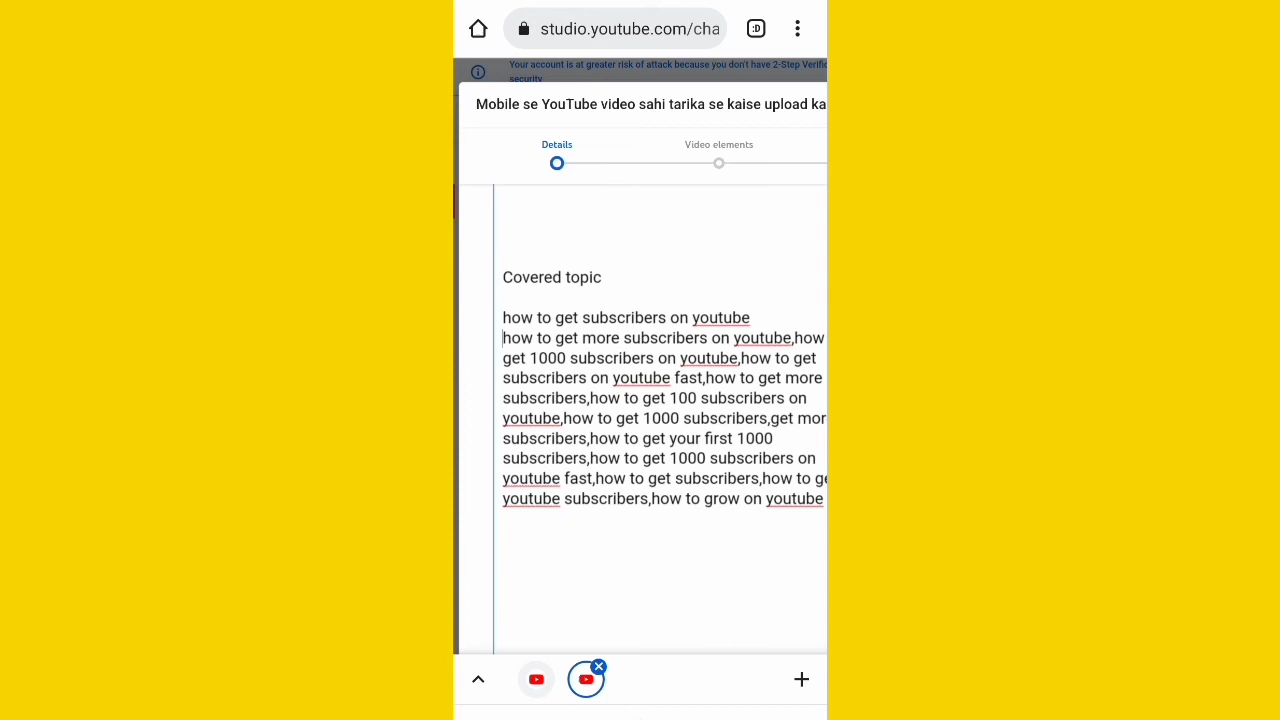 studio.youtube.com/cha
:D
Your account is at greater risk of attack because you don't have 2-Step Verific
security
Mobile se YouTube video sahi tarika se kaise upload ka
Details
Video elements
Covered topic
how to get subscribers on youtube
how to get more subscribers on youtube,how
get 1000 subscribers on youtube,how to get
subscribers on youtube fast,how to get more
subscribers,how to get 100 subscribers on
youtube,how to get 1000 subscribers,get mor
subscribers,how to get your first 1000
subscribers,how to get 1000 subscribers on
youtube fast,how to get subscribers,how to ge
youtube subscribers,how to grow on youtube